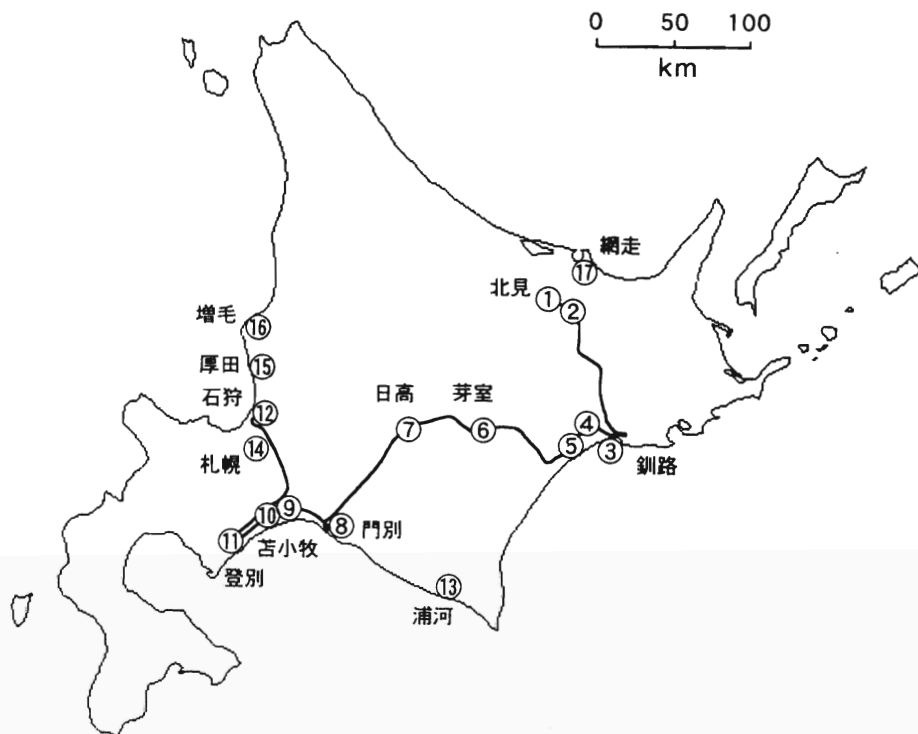 0 50 100
km
網走
⑰
北見 ① ②
増毛 ⑯
厚田 ⑮
石狩 ⑫
日高 芽室
⑦ ⑥
④
⑤ ③
釧路
⑭
札幌
⑨
⑩
⑧ 門別
⑪
苫小牧
登別
⑬
浦河